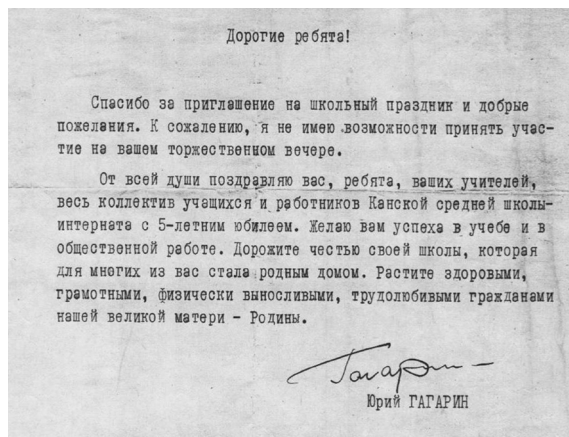 Дорогие ребята!
Спасибо за приглашение на школьный праздник и добрые
пожелания. К сожалению, я не имею возможности принять учас-
тие на вашем торжественном вечере.
От всей души поздравляю вас, ребята, ваших учителей,
весь коллектив учащихся и работников Канской средней школы-
интерната с 5-летним юбилеем. Желаю вам успеха в учебе и в
общественной работе. Дорожите честью своей школы, которая
для многих из вас стала родным домом. Растите здоровыми,
грамотными, физически выносливыми, трудолюбивыми гражданами
нашей великой матери - Родины.
Гагарин
Юрий ГАГАРИН